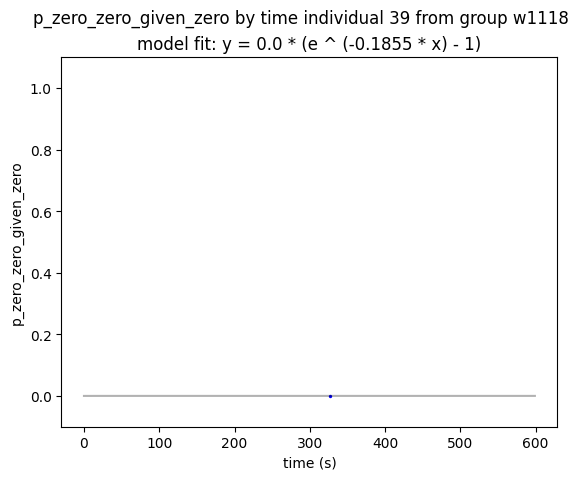 p_zero_zero_given_zero by time individual 39 from group w1118
model fit: y = 0.0 * (e ^ (-0.1855 * x) - 1)
1.0
0.8
0.6
0.4
0.2
0.0
p_zero_zero_given_zero
0 100 200 300 400 500 600
time (s)